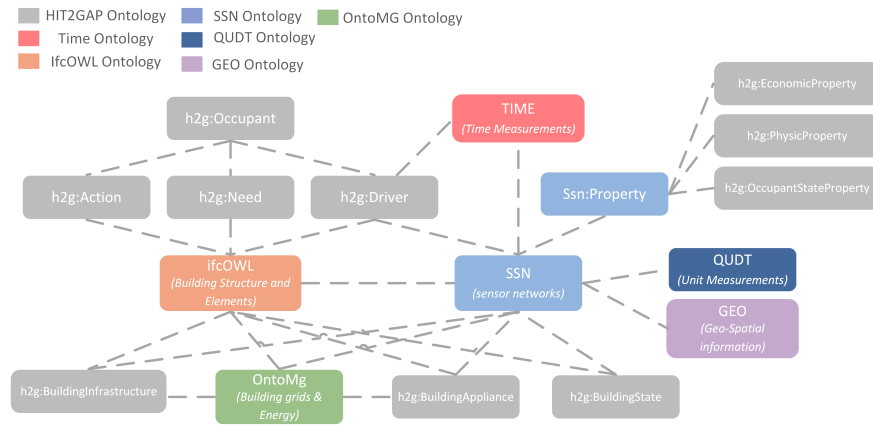 HIT2GAP Ontology
SSN Ontology
OntoMG Ontology
Time Ontology
QUDT Ontology
IfcOWL Ontology
GEO Ontology
h2g:EconomicProperty
h2g:Occupant
TIME
(Time Measurements)
h2g:PhysicProperty
h2g:Action
h2g:Need
h2g:Driver
Ssn:Property
h2g:OccupantStateProperty
ifcOWL
(Building Structure and
Elements)
SSN
(sensor networks)
QUDT
(Unit Measurements)
GEO
(Geo-Spatial
information)
h2g:BuildingInfrastructure
OntoMg
(Building grids &
Energy)
h2g:BuildingAppliance
h2g:BuildingState